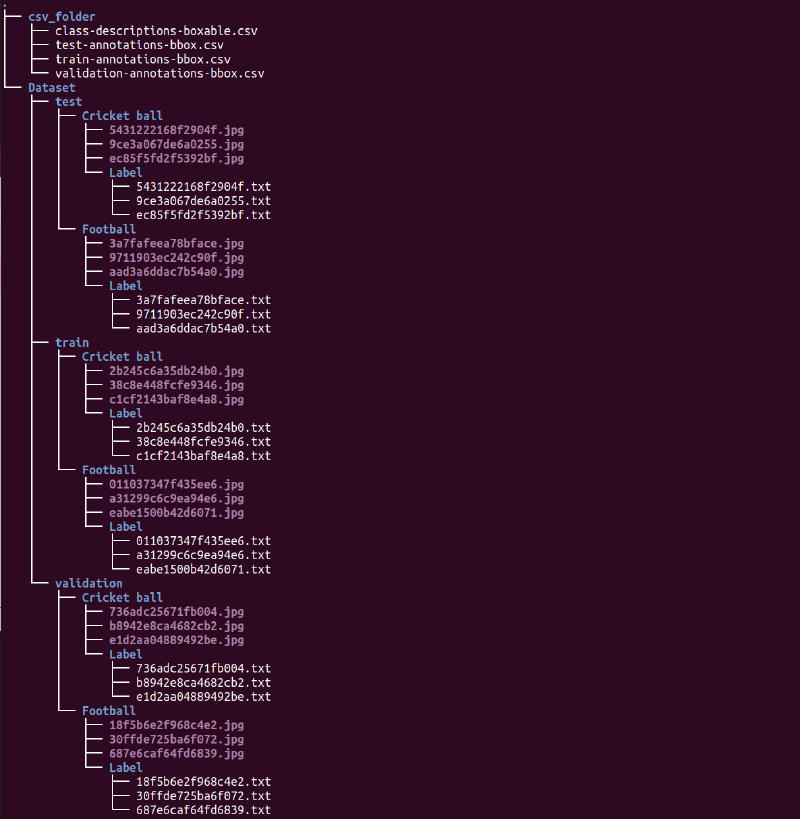 .
csv_folder
class-descriptions-boxable.csv
test-annotations-bbox.csv
train-annotations-bbox.csv
validation-annotations-bbox.csv
Dataset
test
Cricket ball
5431222168f2904f.jpg
9ce3a067de6a0255.jpg
ec85f5fd2f5392bf.jpg
Label
5431222168f2904f.txt
9ce3a067de6a0255.txt
ec85f5fd2f5392bf.txt
Football
3a7fafeea78bface.jpg
9711903ec242c90f.jpg
aad3a6ddac7b54a0.jpg
Label
3a7fafeea78bface.txt
9711903ec242c90f.txt
aad3a6ddac7b54a0.txt
train
Cricket ball
2b245c6a35db24b0.jpg
38c8e448fcfe9346.jpg
c1cf2143baf8e4a8.jpg
Label
2b245c6a35db24b0.txt
38c8e448fcfe9346.txt
c1cf2143baf8e4a8.txt
Football
011037347f435ee6.jpg
a31299c6c9ea94e6.jpg
eabe1500b42d6071.jpg
Label
011037347f435ee6.txt
a31299c6c9ea94e6.txt
eabe1500b42d6071.txt
validation
Cricket ball
736adc25671fb004.jpg
b8942e8ca4682cb2.jpg
e1d2aa04889492be.jpg
Label
736adc25671fb004.txt
b8942e8ca4682cb2.txt
e1d2aa04889492be.txt
Football
18f5b6e2f968c4e2.jpg
30ffde725ba6f072.jpg
687e6caf64fd6839.jpg
Label
18f5b6e2f968c4e2.txt
30ffde725ba6f072.txt
687e6caf64fd6839.txt